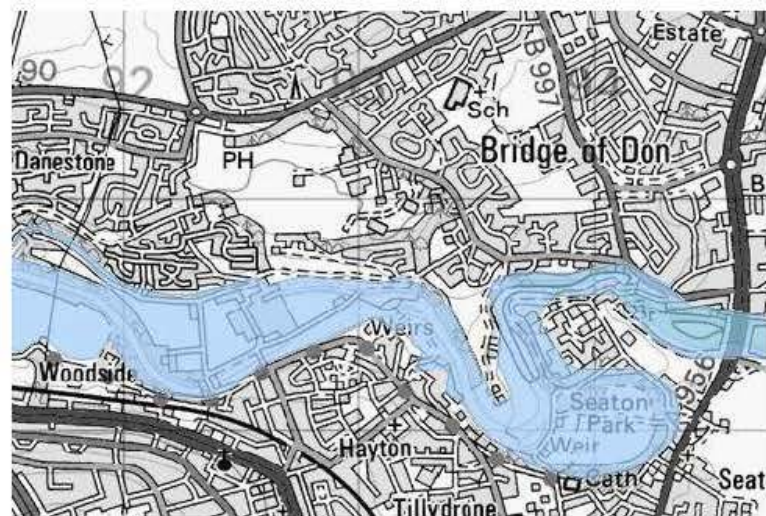 Estate
90
92
B 997
Sch
Danestone
PH
Bridge of Don
B
Weirs
Woodside
956
Seaton
Park
Hayton
Weir
Cath
Seat
Tillydrone